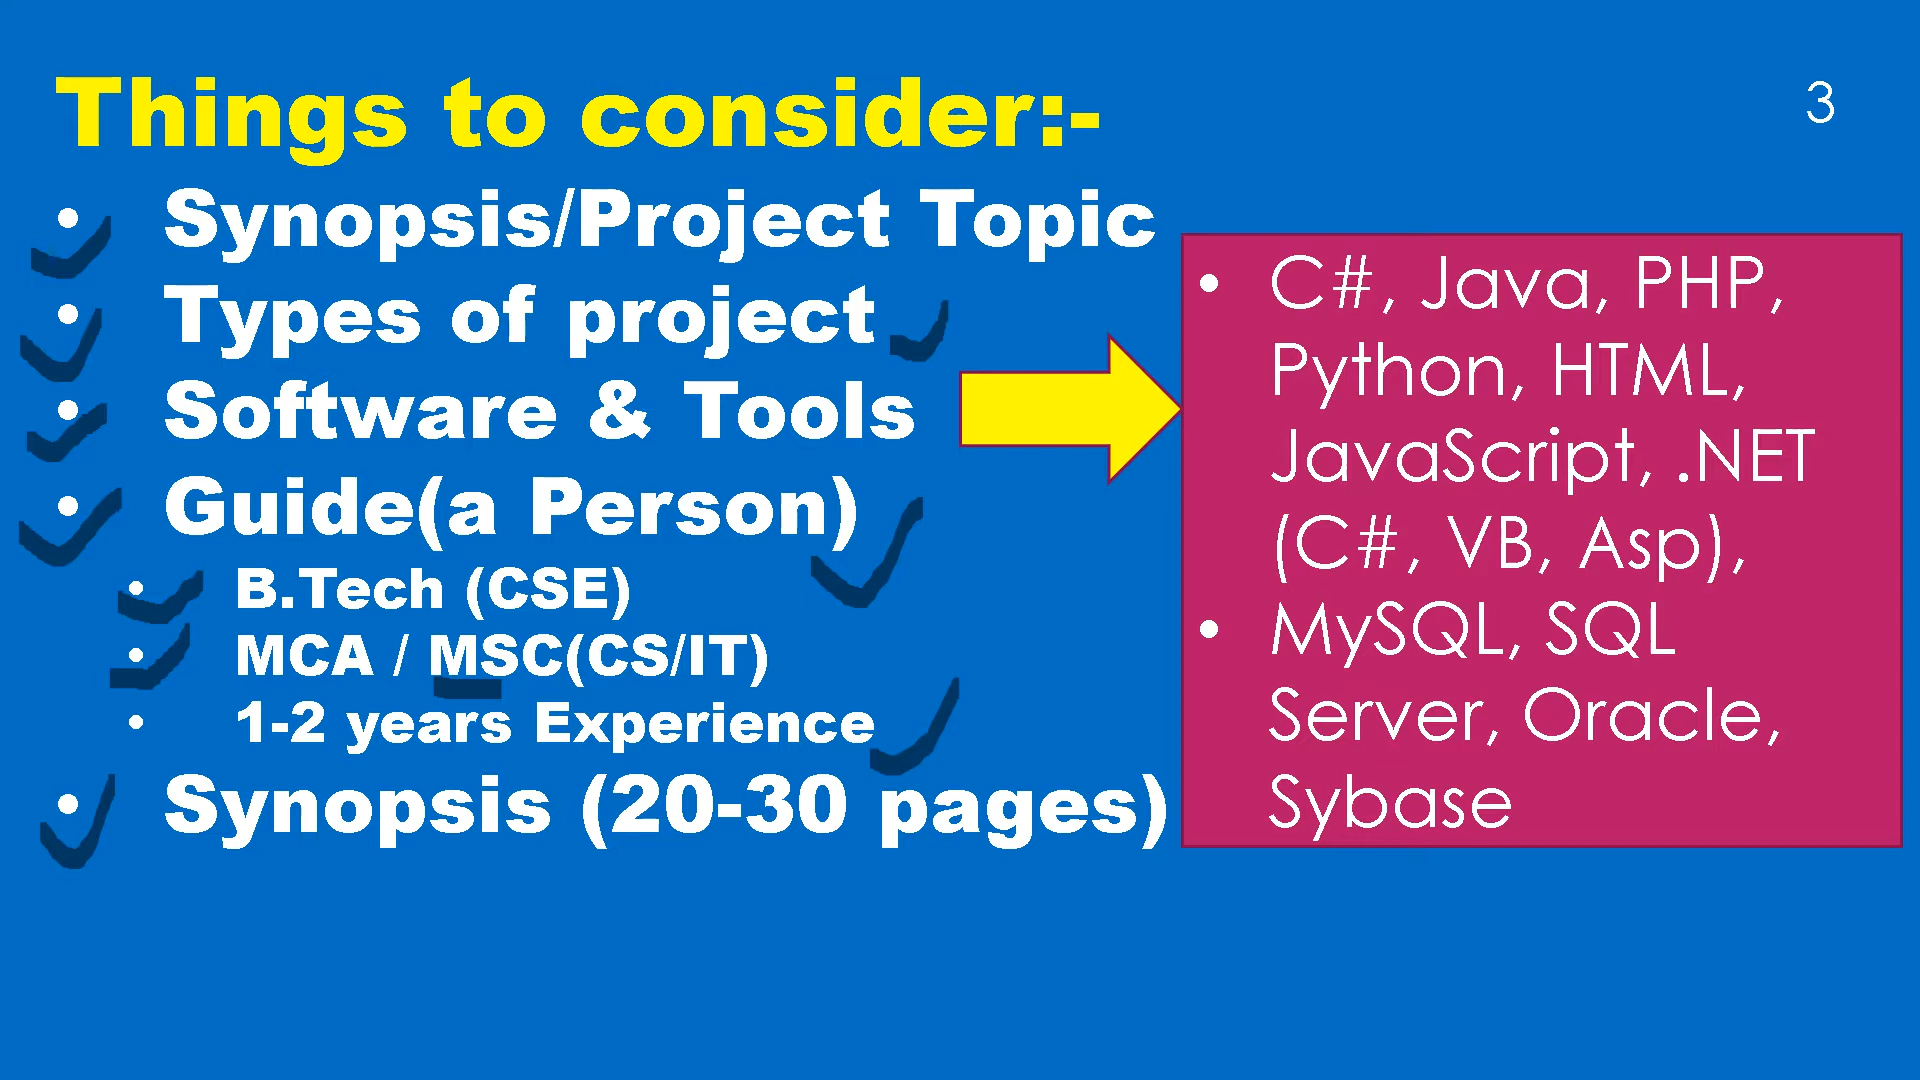 Things to consider:-
3
• Synopsis/Project Topic
• Types of project
• Software & Tools
• Guide(a Person)
• B.Tech (CSE)
• MCA / MSC(CS/IT)
• 1-2 years Experience
• Synopsis (20-30 pages)
• C#, Java, PHP,
Python, HTML,
JavaScript, .NET
(C#, VB, Asp),
• MySQL, SQL
Server, Oracle,
Sybase